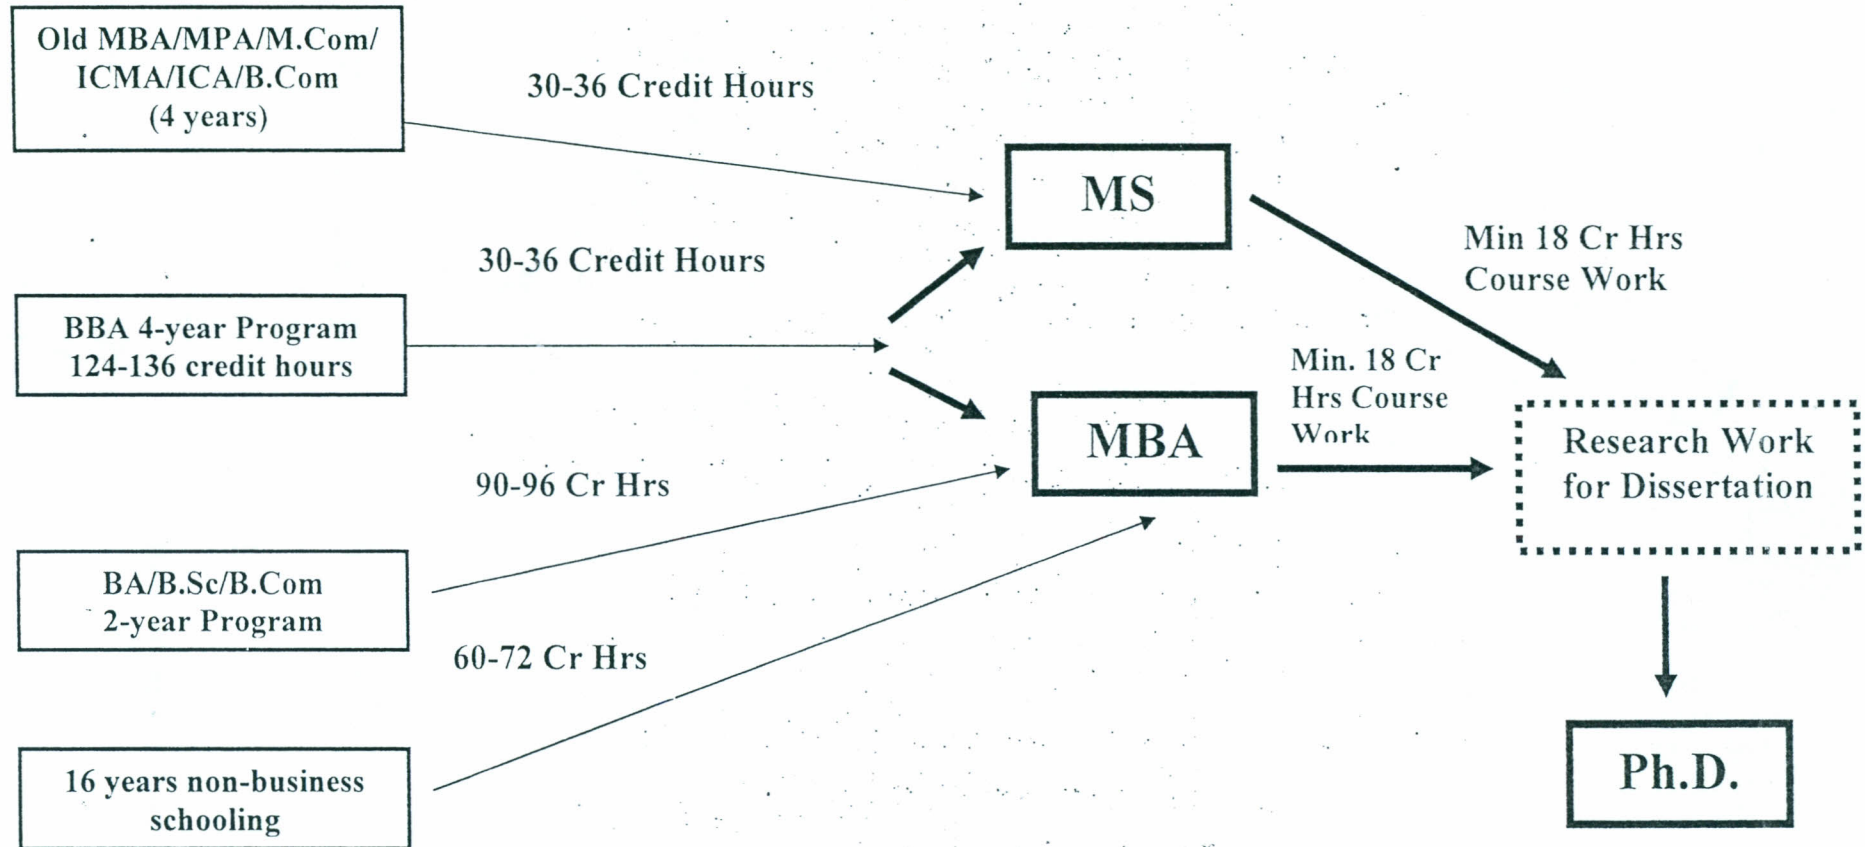 Old MBA/MPA/M.Com/
ICMA/ICA/B.Com
(4 years)
30-36 Credit Hours
MS
Min 18 Cr Hrs
Course Work
30-36 Credit Hours
BBA 4-year Program
124-136 credit hours
Min. 18 Cr
Hrs Course
Work
MBA
Research Work
for Dissertation
90-96 Cr Hrs
BA/B.Sc/B.Com
2-year Program
60-72 Cr Hrs
16 years non-business
schooling
Ph.D.